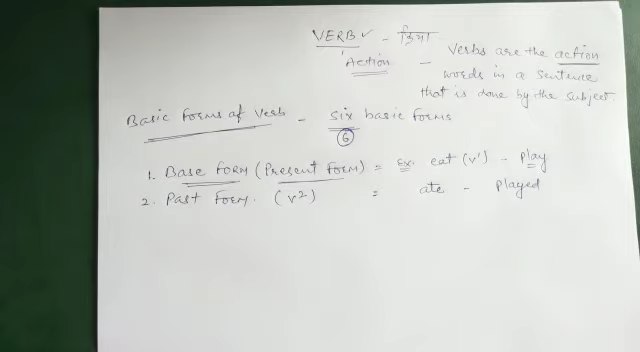 VERB ✓ - क्रिया
Action - Verbs are the action
words in a sentence
that is done by the subject.
Basic forms of verb - six basic forms
6
1. Base Form (Present Form) = Ex. eat (v¹) - Play
2. Past Form. (v²) = ate - Played